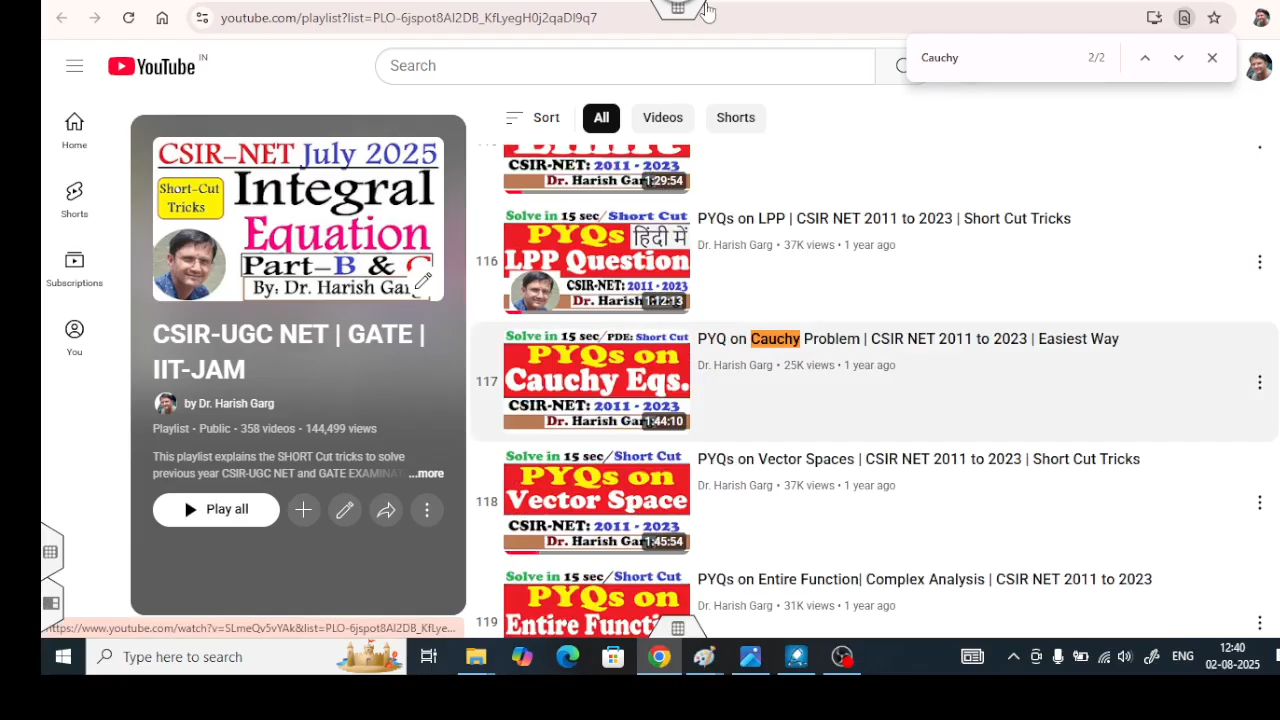 youtube.com/playlist?list=PLO-6jspot8Al2DB_KfLyegH0j2qaDl9q7
Cauchy 2/2
YouTube IN
Search
Home
Shorts
Subscriptions
You
CSIR-NET July 2025
Short-Cut
Tricks
Integral
Equation
Part-B & C
By: Dr. Harish Garg
CSIR-UGC NET | GATE |
IIT-JAM
by Dr. Harish Garg
Playlist • Public • 358 videos • 144,499 views
This playlist explains the SHORT Cut tricks to solve
previous year CSIR-UGC NET and GATE EXAMINA ...more
Play all
Sort All Videos Shorts
CSIR-NET: 2011 - 2023
Dr. Harish Gar 1:29:54
116
Solve in 15 sec/Short Cut
PYQs हिंदी में
LPP Question
CSIR-NET: 2011 - 2023
Dr. Harish 1:12:13
PYQs on LPP | CSIR NET 2011 to 2023 | Short Cut Tricks
Dr. Harish Garg • 37K views • 1 year ago
117
Solve in 15 sec/PDE: Short Cut
PYQs on
Cauchy Eqs.
CSIR-NET: 2011 - 2023
Dr. Harish Gar 1:44:10
PYQ on Cauchy Problem | CSIR NET 2011 to 2023 | Easiest Way
Dr. Harish Garg • 25K views • 1 year ago
118
Solve in 15 sec/Short Cut
PYQs on
Vector Space
CSIR-NET: 2011 - 2023
Dr. Harish Gar 1:45:54
PYQs on Vector Spaces | CSIR NET 2011 to 2023 | Short Cut Tricks
Dr. Harish Garg • 37K views • 1 year ago
119
Solve in 15 sec/Short Cut
PYQs on
Entire Functi
PYQs on Entire Function| Complex Analysis | CSIR NET 2011 to 2023
Dr. Harish Garg • 31K views • 1 year ago
https://www.youtube.com/watch?v=SLmeQv5vYAk&list=PLO-6jspot8Al2DB_KfLye...
Type here to search
ENG
12:40
02-08-2025